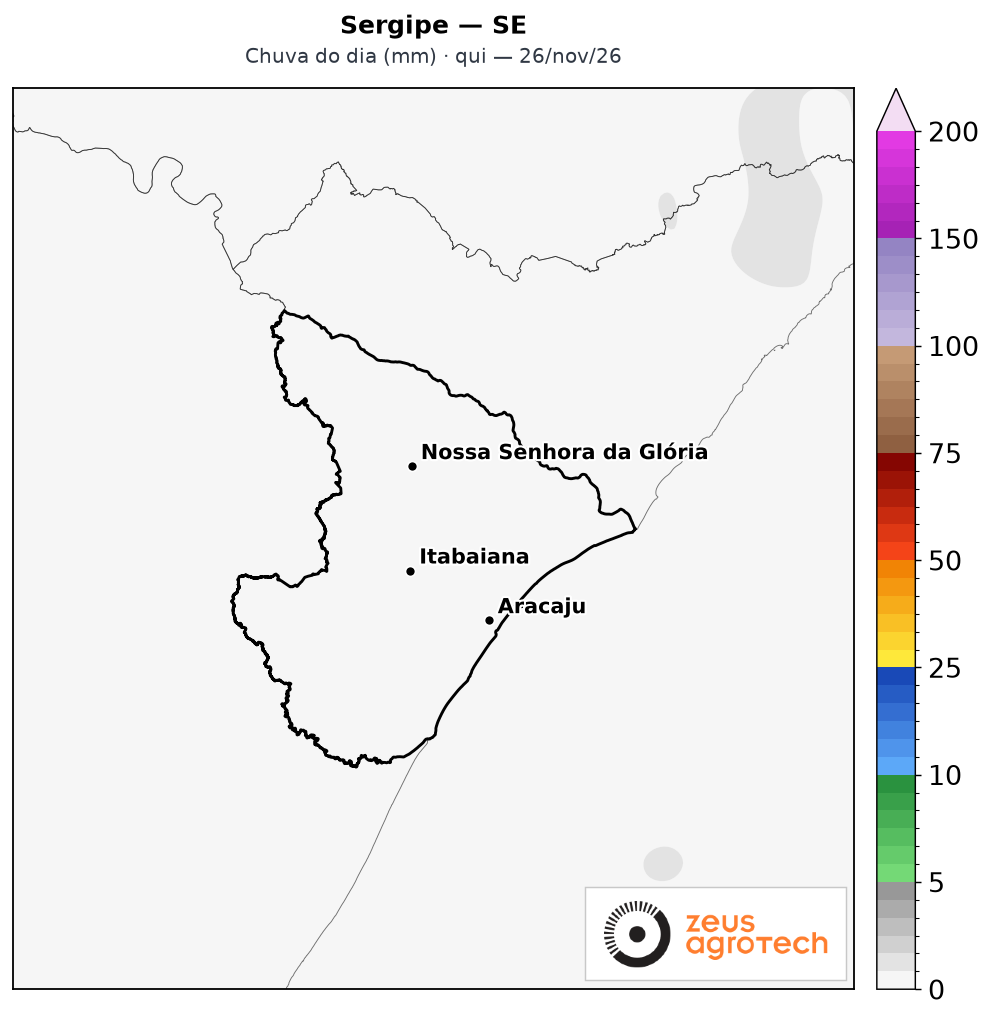 Sergipe — SE
Chuva do dia (mm) · qui — 26/nov/26
Nossa Senhora da Glória
Itabaiana
Aracaju
200
150
100
75
50
25
10
5
0
zeus
agrotech